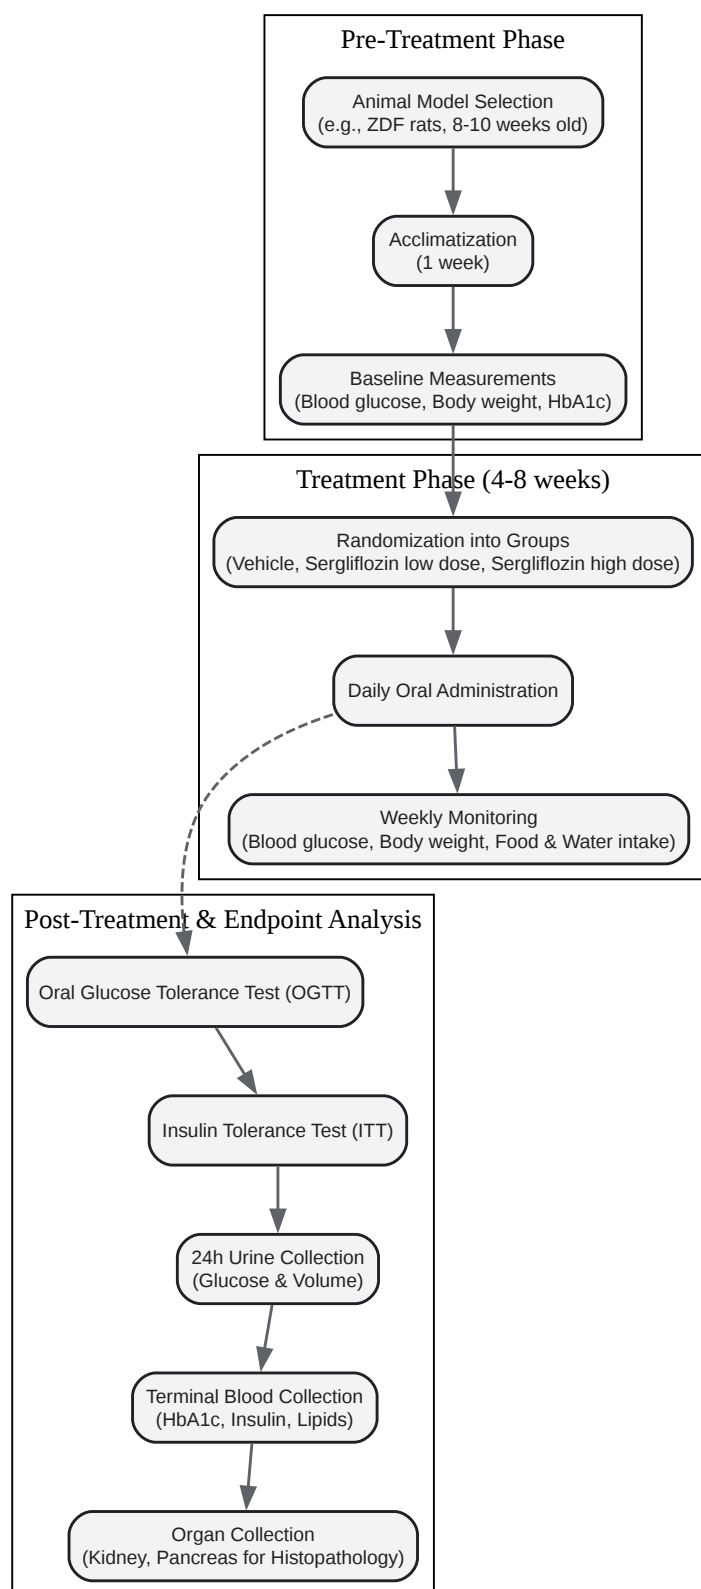 Pre-Treatment Phase
Animal Model Selection
(e.g., ZDF rats, 8-10 weeks old)
Acclimatization
(1 week)
Baseline Measurements
(Blood glucose, Body weight, HbA1c)
Treatment Phase (4-8 weeks)
Randomization into Groups
(Vehicle, Sergliflozin low dose, Sergliflozin high dose)
Daily Oral Administration
Weekly Monitoring
(Blood glucose, Body weight, Food & Water intake)
Post-Treatment & Endpoint Analysis
Oral Glucose Tolerance Test (OGTT)
Insulin Tolerance Test (ITT)
24h Urine Collection
(Glucose & Volume)
Terminal Blood Collection
(HbA1c, Insulin, Lipids)
Organ Collection
(Kidney, Pancreas for Histopathology)